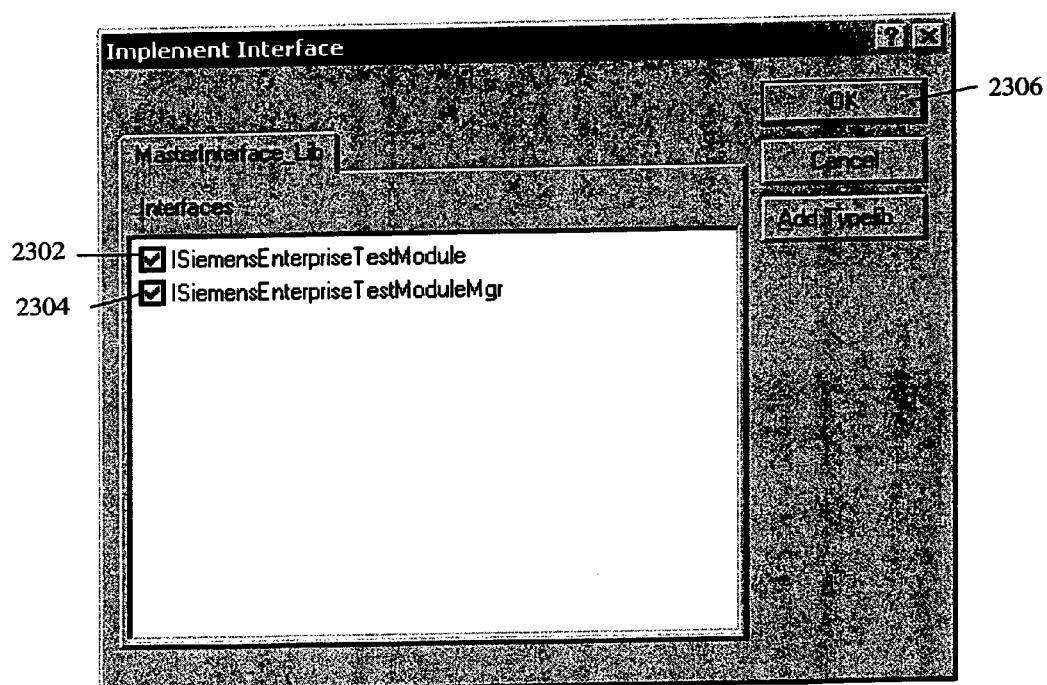 Implement Interface
OK
2306
MasterInterface_Lib
Cancel
Interfaces
Add Typelib...
2302
ISiemensEnterpriseTestModule
2304
ISiemensEnterpriseTestModuleMgr